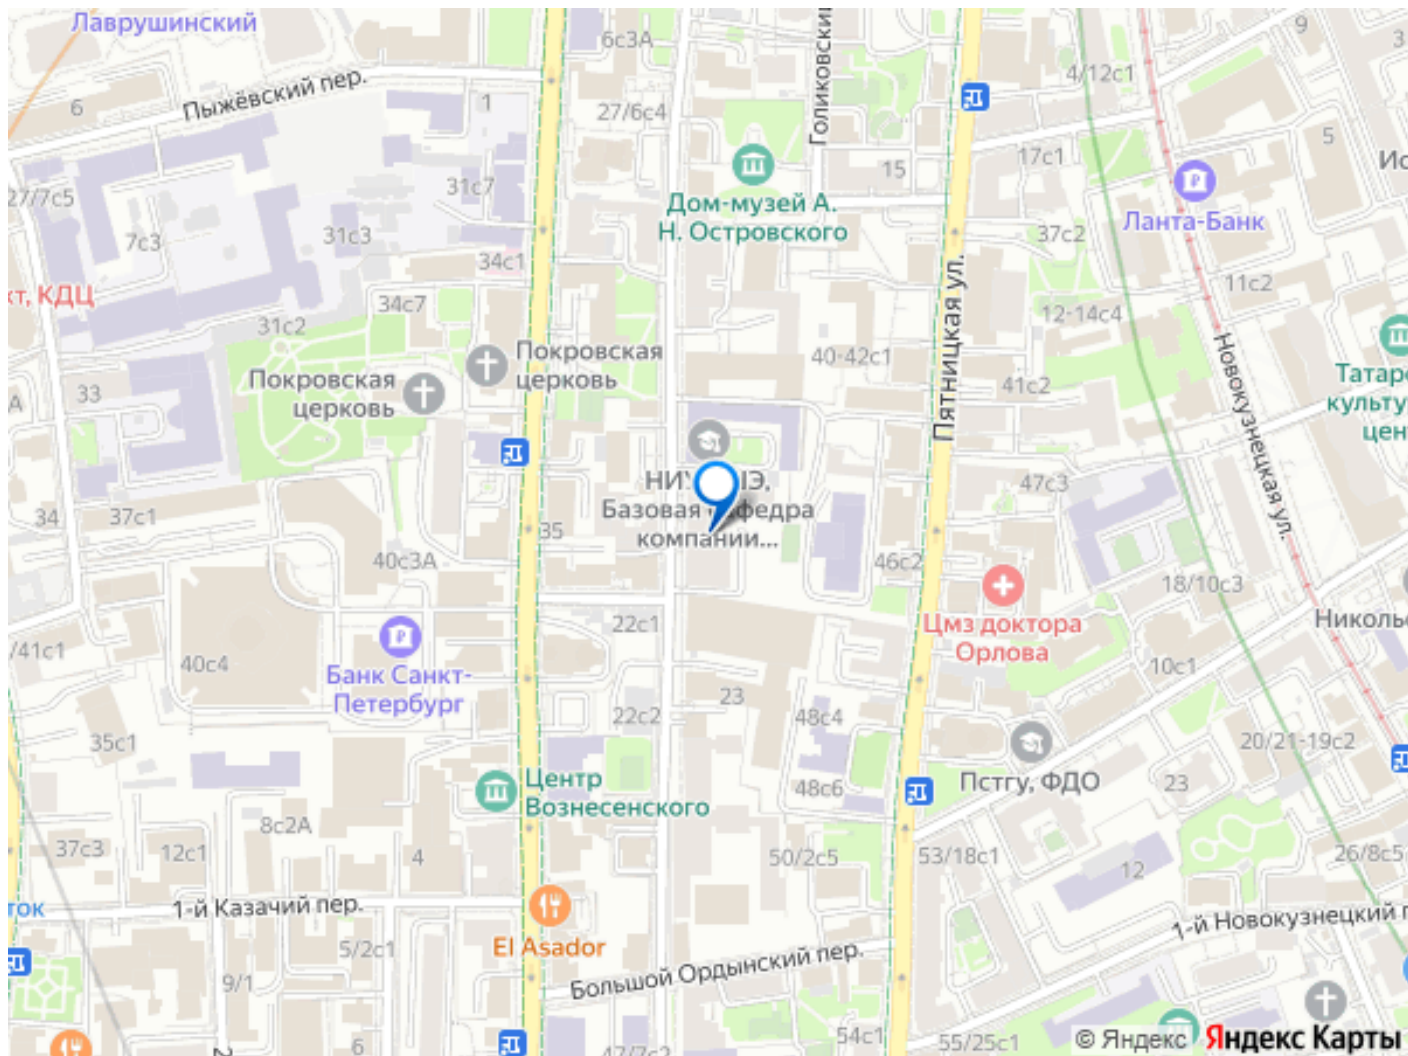 Лаврушинский
6с3А
9
3
Голиковский
4/12с1
Пыжёвский пер.
6
1
27/6с4
17с1
5
Ис
15
27/7с5
31с7
Ланта-Банк
Дом-музей А.
Н. Островского
7с3
31с3
37с2
34с1
11с2
кт, КДЦ
34с7
Пятницкая ул.
12-14с4
31с2
Новокузнецкая ул.
Покровская
церковь
40-42с1
Покровская
церковь
33
41с2
Татарс
культу
цен
А
47с3
НИУ ВШЭ,
Базовая кафедра
компании...
34
37с1
35
40с3А
46с2
18/10с3
Цмз доктора
Орлова
Николь
22с1
/41с1
40с4
Банк Санкт-
Петербург
10с1
23
22с2
48с4
35с1
20/21-19с2
Пстгу, ФДО
23
48с6
Центр
Вознесенского
8с2А
37с3
12с1
4
50/2с5
53/18с1
12
26/8с5
ток
1-й Казачий пер.
1-й Новокузнецкий п
El Asador
5/2с1
Большой Ордынский пер.
9/1
2
6
47/7с2
54с1
55/25с1
© Яндекс Яндекс Карты